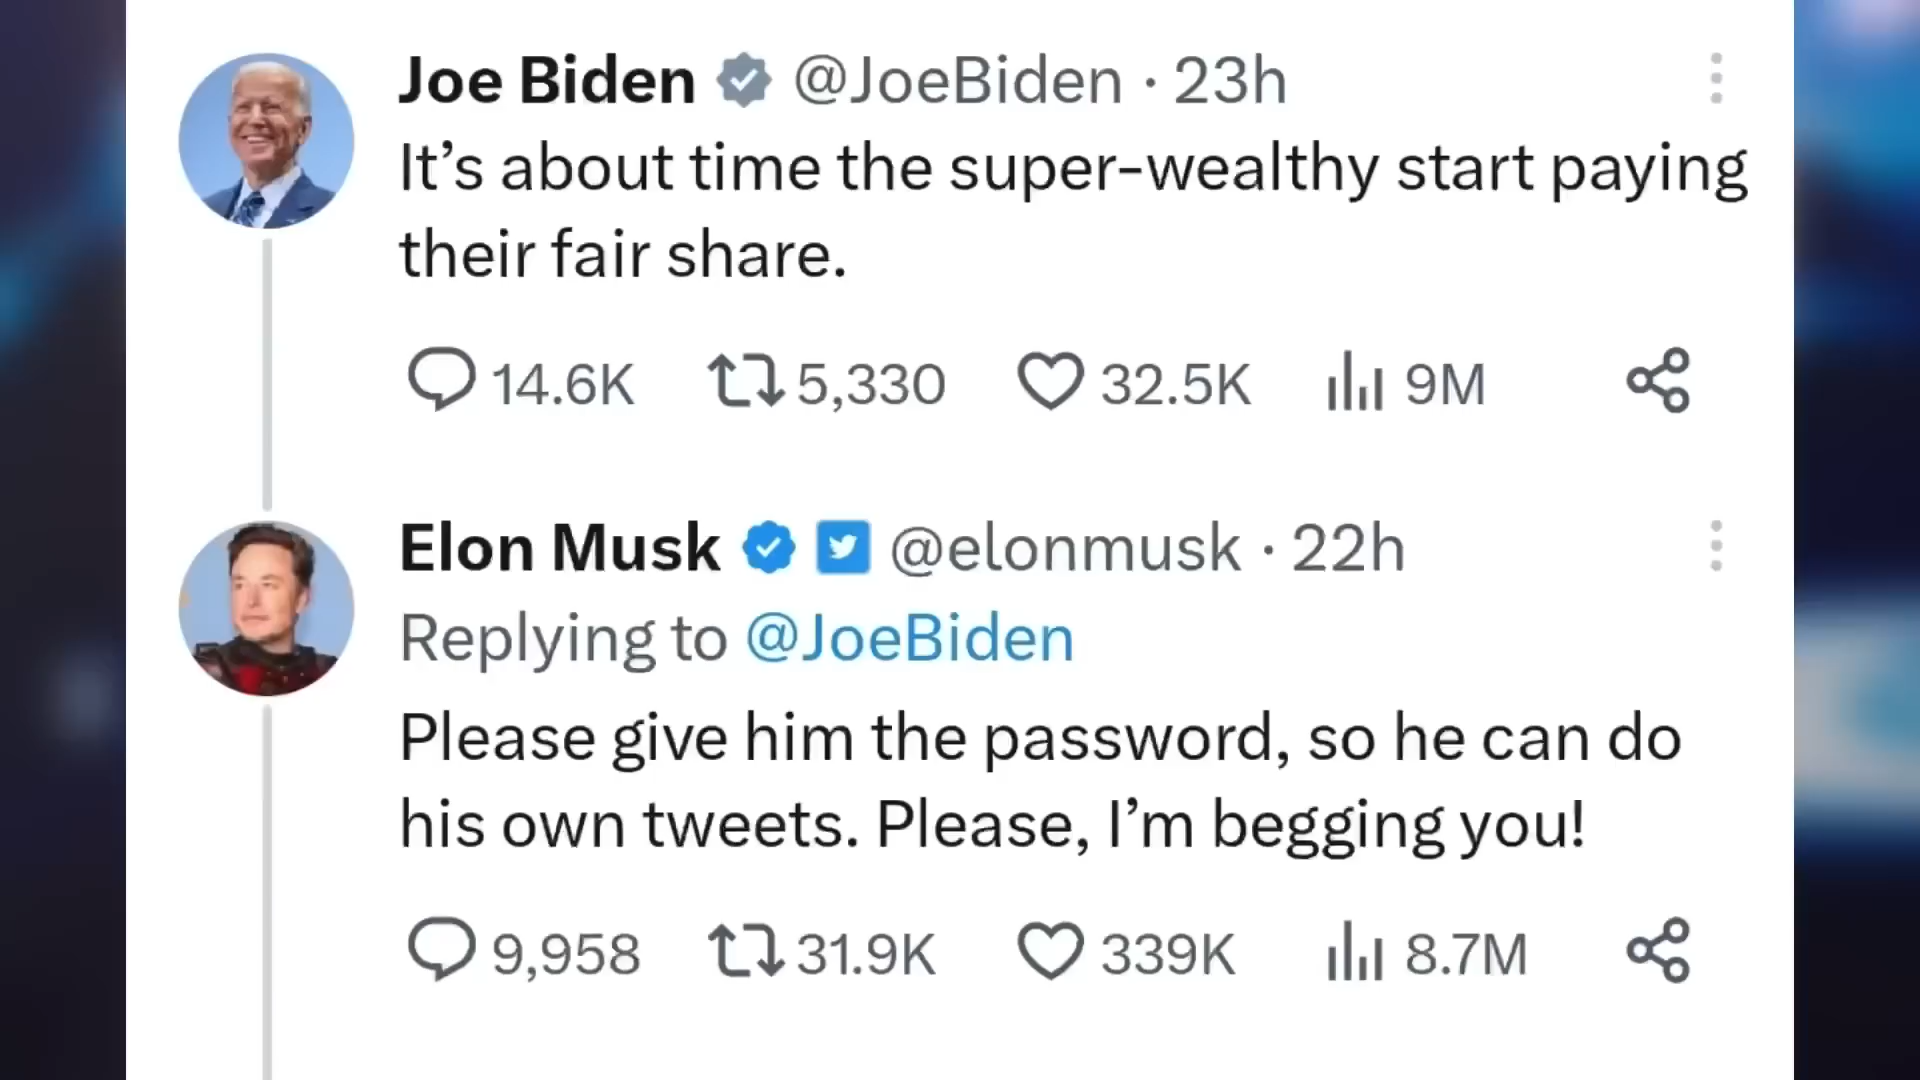 Joe Biden @JoeBiden · 23h
It’s about time the super-wealthy start paying
their fair share.
14.6K 5,330 32.5K 9M
Elon Musk @elonmusk · 22h
Replying to @JoeBiden
Please give him the password, so he can do
his own tweets. Please, I’m begging you!
9,958 31.9K 339K 8.7M